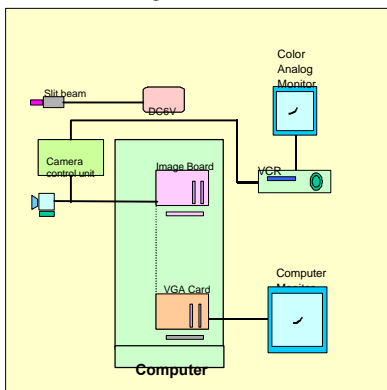 Color
Analog
Monitor
Slit beam
DC6V
Camera
control unit
Image Board
VCR
VGA Card
Computer
Monitor
Computer